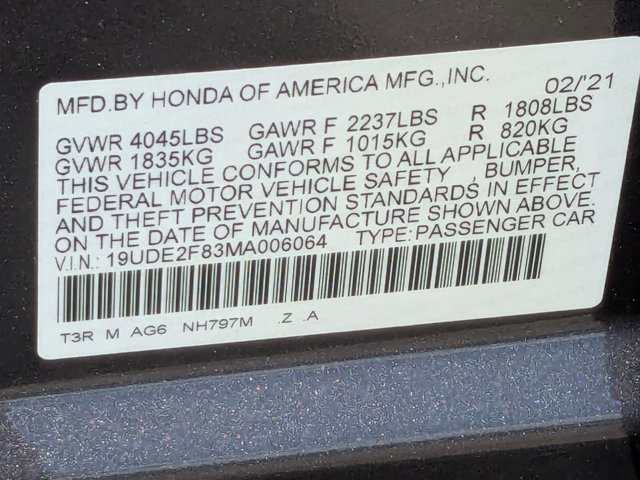 MFD.BY HONDA OF AMERICA MFG.,INC. 02/'21
GVWR 4045LBS GAWR F 2237LBS R 1808LBS
GVWR 1835KG GAWR F 1015KG R 820KG
THIS VEHICLE CONFORMS TO ALL APPLICABLE
FEDERAL MOTOR VEHICLE SAFETY , BUMPER,
AND THEFT PREVENTION STANDARDS IN EFFECT
ON THE DATE OF MANUFACTURE SHOWN ABOVE.
V.I.N.: 19UDE2F83MA006064 TYPE:PASSENGER CAR
T3R M AG6 NH797M .Z .A